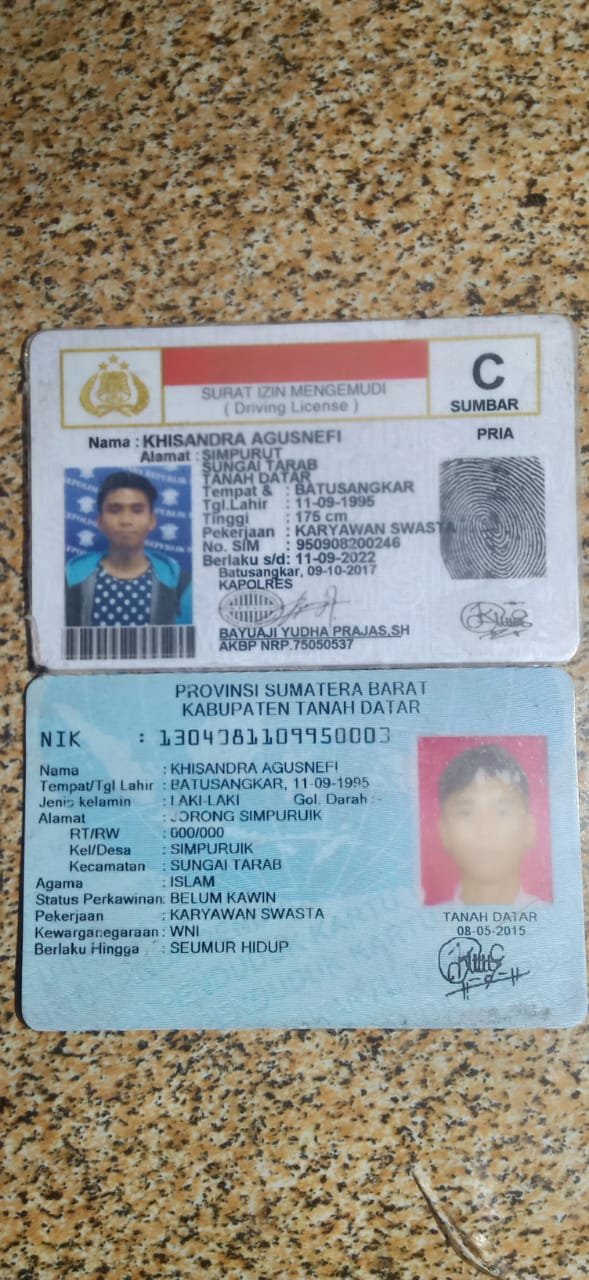 SURAT IZIN MENGEMUDI
( Driving License )
C
SUMBAR
PRIA
Nama : KHISANDRA AGUSNEFI
Alamat : SIMPURUT
SUNGAI TARAB
TANAH DATAR
Tempat & : BATUSANGKAR
Tgl.Lahir : 11-09-1995
Tinggi : 175 cm
Pekerjaan : KARYAWAN SWASTA
No. SIM : 950908200246
Berlaku s/d: 11-09-2022
Batusangkar, 09-10-2017
KAPOLRES
BAYUAJI YUDHA PRAJAS,SH
AKBP NRP.75050537
PROVINSI SUMATERA BARAT
KABUPATEN TANAH DATAR
NIK : 1304081109950003
Nama : KHISANDRA AGUSNEFI
Tempat/Tgl Lahir : BATUSANGKAR, 11-09-1995
Jenis kelamin : LAKI-LAKI Gol. Darah :-
Alamat : JORONG SIMPURUIK
RT/RW : 000/000
Kel/Desa : SIMPURUIK
Kecamatan : SUNGAI TARAB
Agama : ISLAM
Status Perkawinan: BELUM KAWIN
Pekerjaan : KARYAWAN SWASTA
Kewarganegaraan : WNI
Berlaku Hingga : SEUMUR HIDUP
TANAH DATAR
08-05-2015